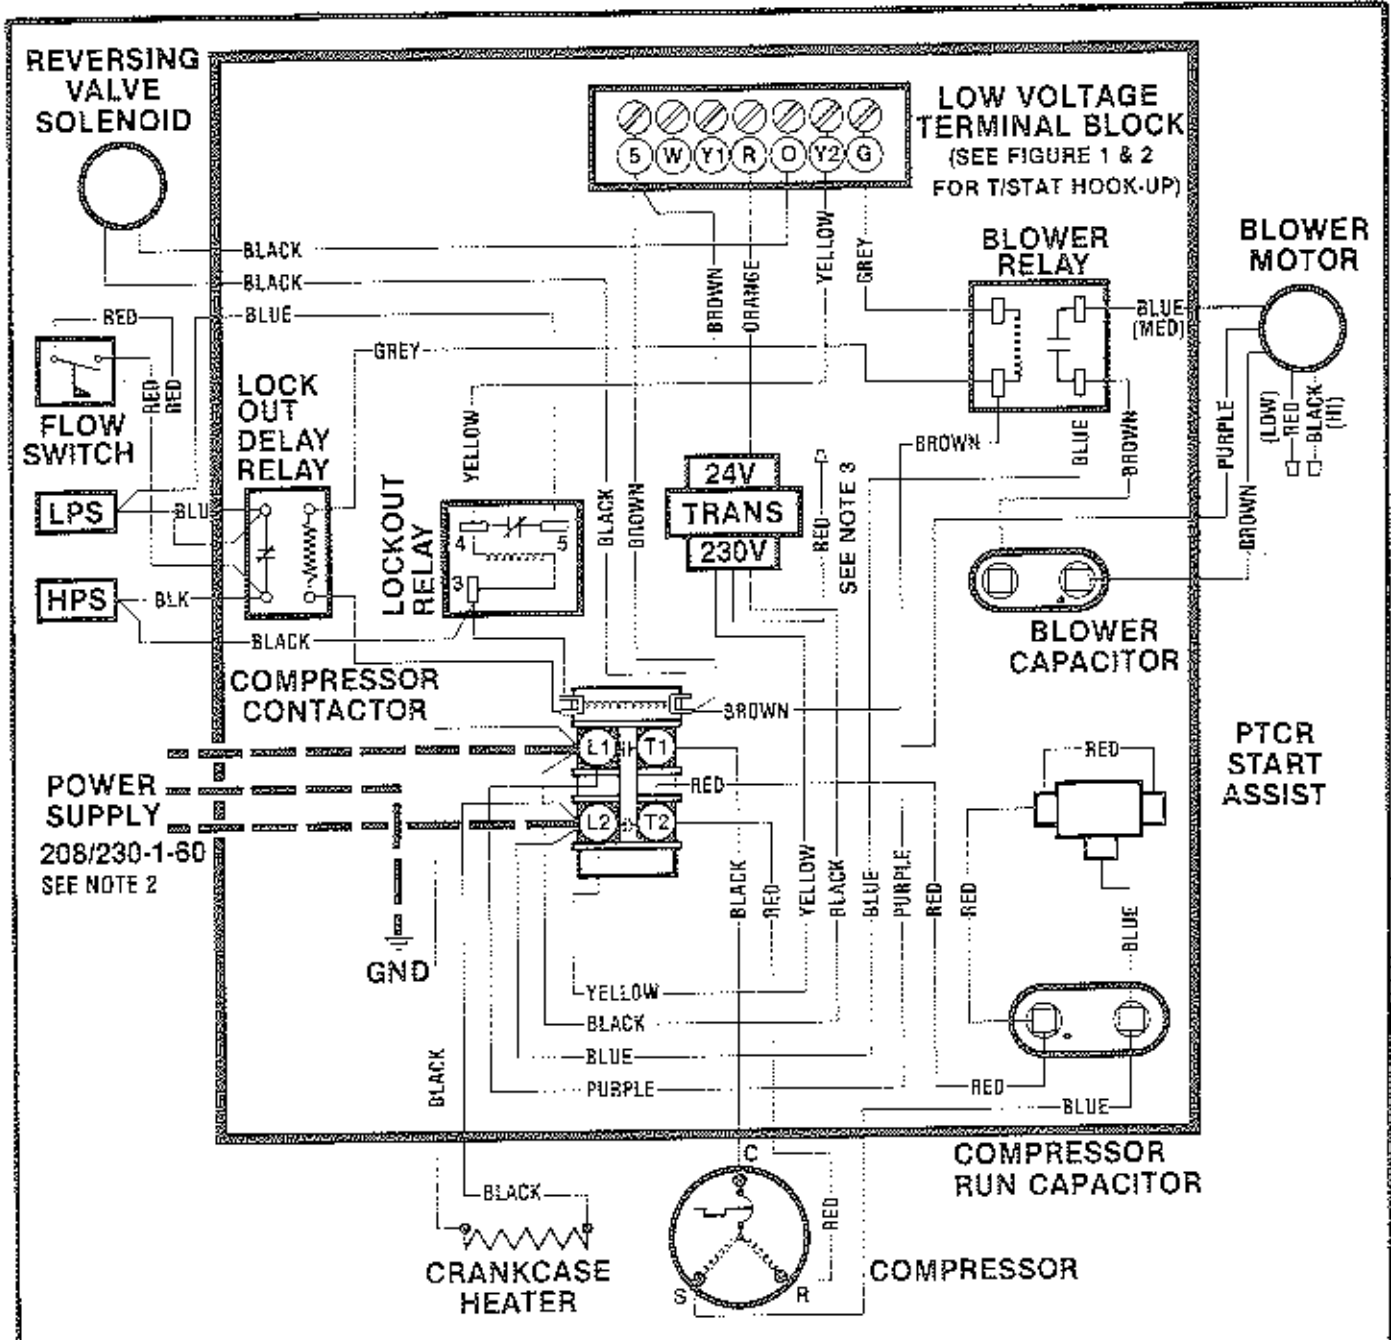 REVERSING
VALVE
SOLENOID
LOW VOLTAGE
TERMINAL BLOCK
(SEE FIGURE 1 & 2
FOR T/STAT HOOK-UP)
5 W Y1 R O Y2 G
BLACK
BLACK
BLUE
RED
GREY
BROWN
ORANGE
YELLOW
GREY
BLOWER
RELAY
BLOWER
MOTOR
BLUE
(MED)
FLOW
SWITCH
RED
RED
LOCK
OUT
DELAY
RELAY
YELLOW
BROWN
BLUE
BROWN
PURPLE
(LOW)
RED
BLACK
(HI)
BROWN
LPS
BLU
HPS
BLK
BLACK
LOCKOUT
RELAY
4 5
3
BLACK
BROWN
24V
TRANS
230V
RED
SEE NOTE 3
BLOWER
CAPACITOR
COMPRESSOR
CONTACTOR
BROWN
L1 T1
RED
L2 T2
POWER
SUPPLY
208/230-1-60
SEE NOTE 2
GND
PTCR
START
ASSIST
RED
BLACK
RED
YELLOW
BLACK
BLUE
PURPLE
RED
RED
BLUE
YELLOW
BLACK
BLUE
PURPLE
RED
BLUE
BLACK
COMPRESSOR
RUN CAPACITOR
BLACK
CRANKCASE
HEATER
C
S R
RED
COMPRESSOR